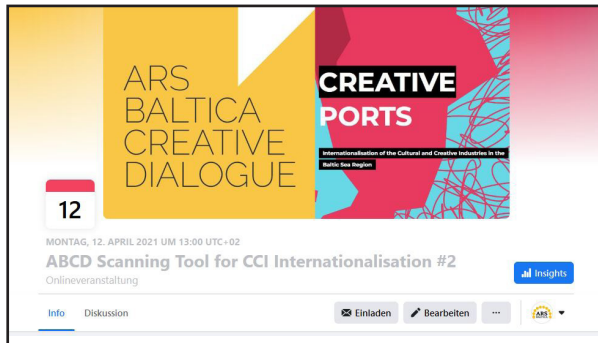 ARS
BALTICA
CREATIVE
DIALOGUE
CREATIVE
PORTS
Internationalisation of the Cultural and Creative Industries in the
Baltic Sea Region
12
MONTAG, 12. APRIL 2021 UM 13:00 UTC+02
ABCD Scanning Tool for CCI Internationalisation #2
Onlineveranstaltung
Insights
Info Diskussion Einladen Bearbeiten ... ARS